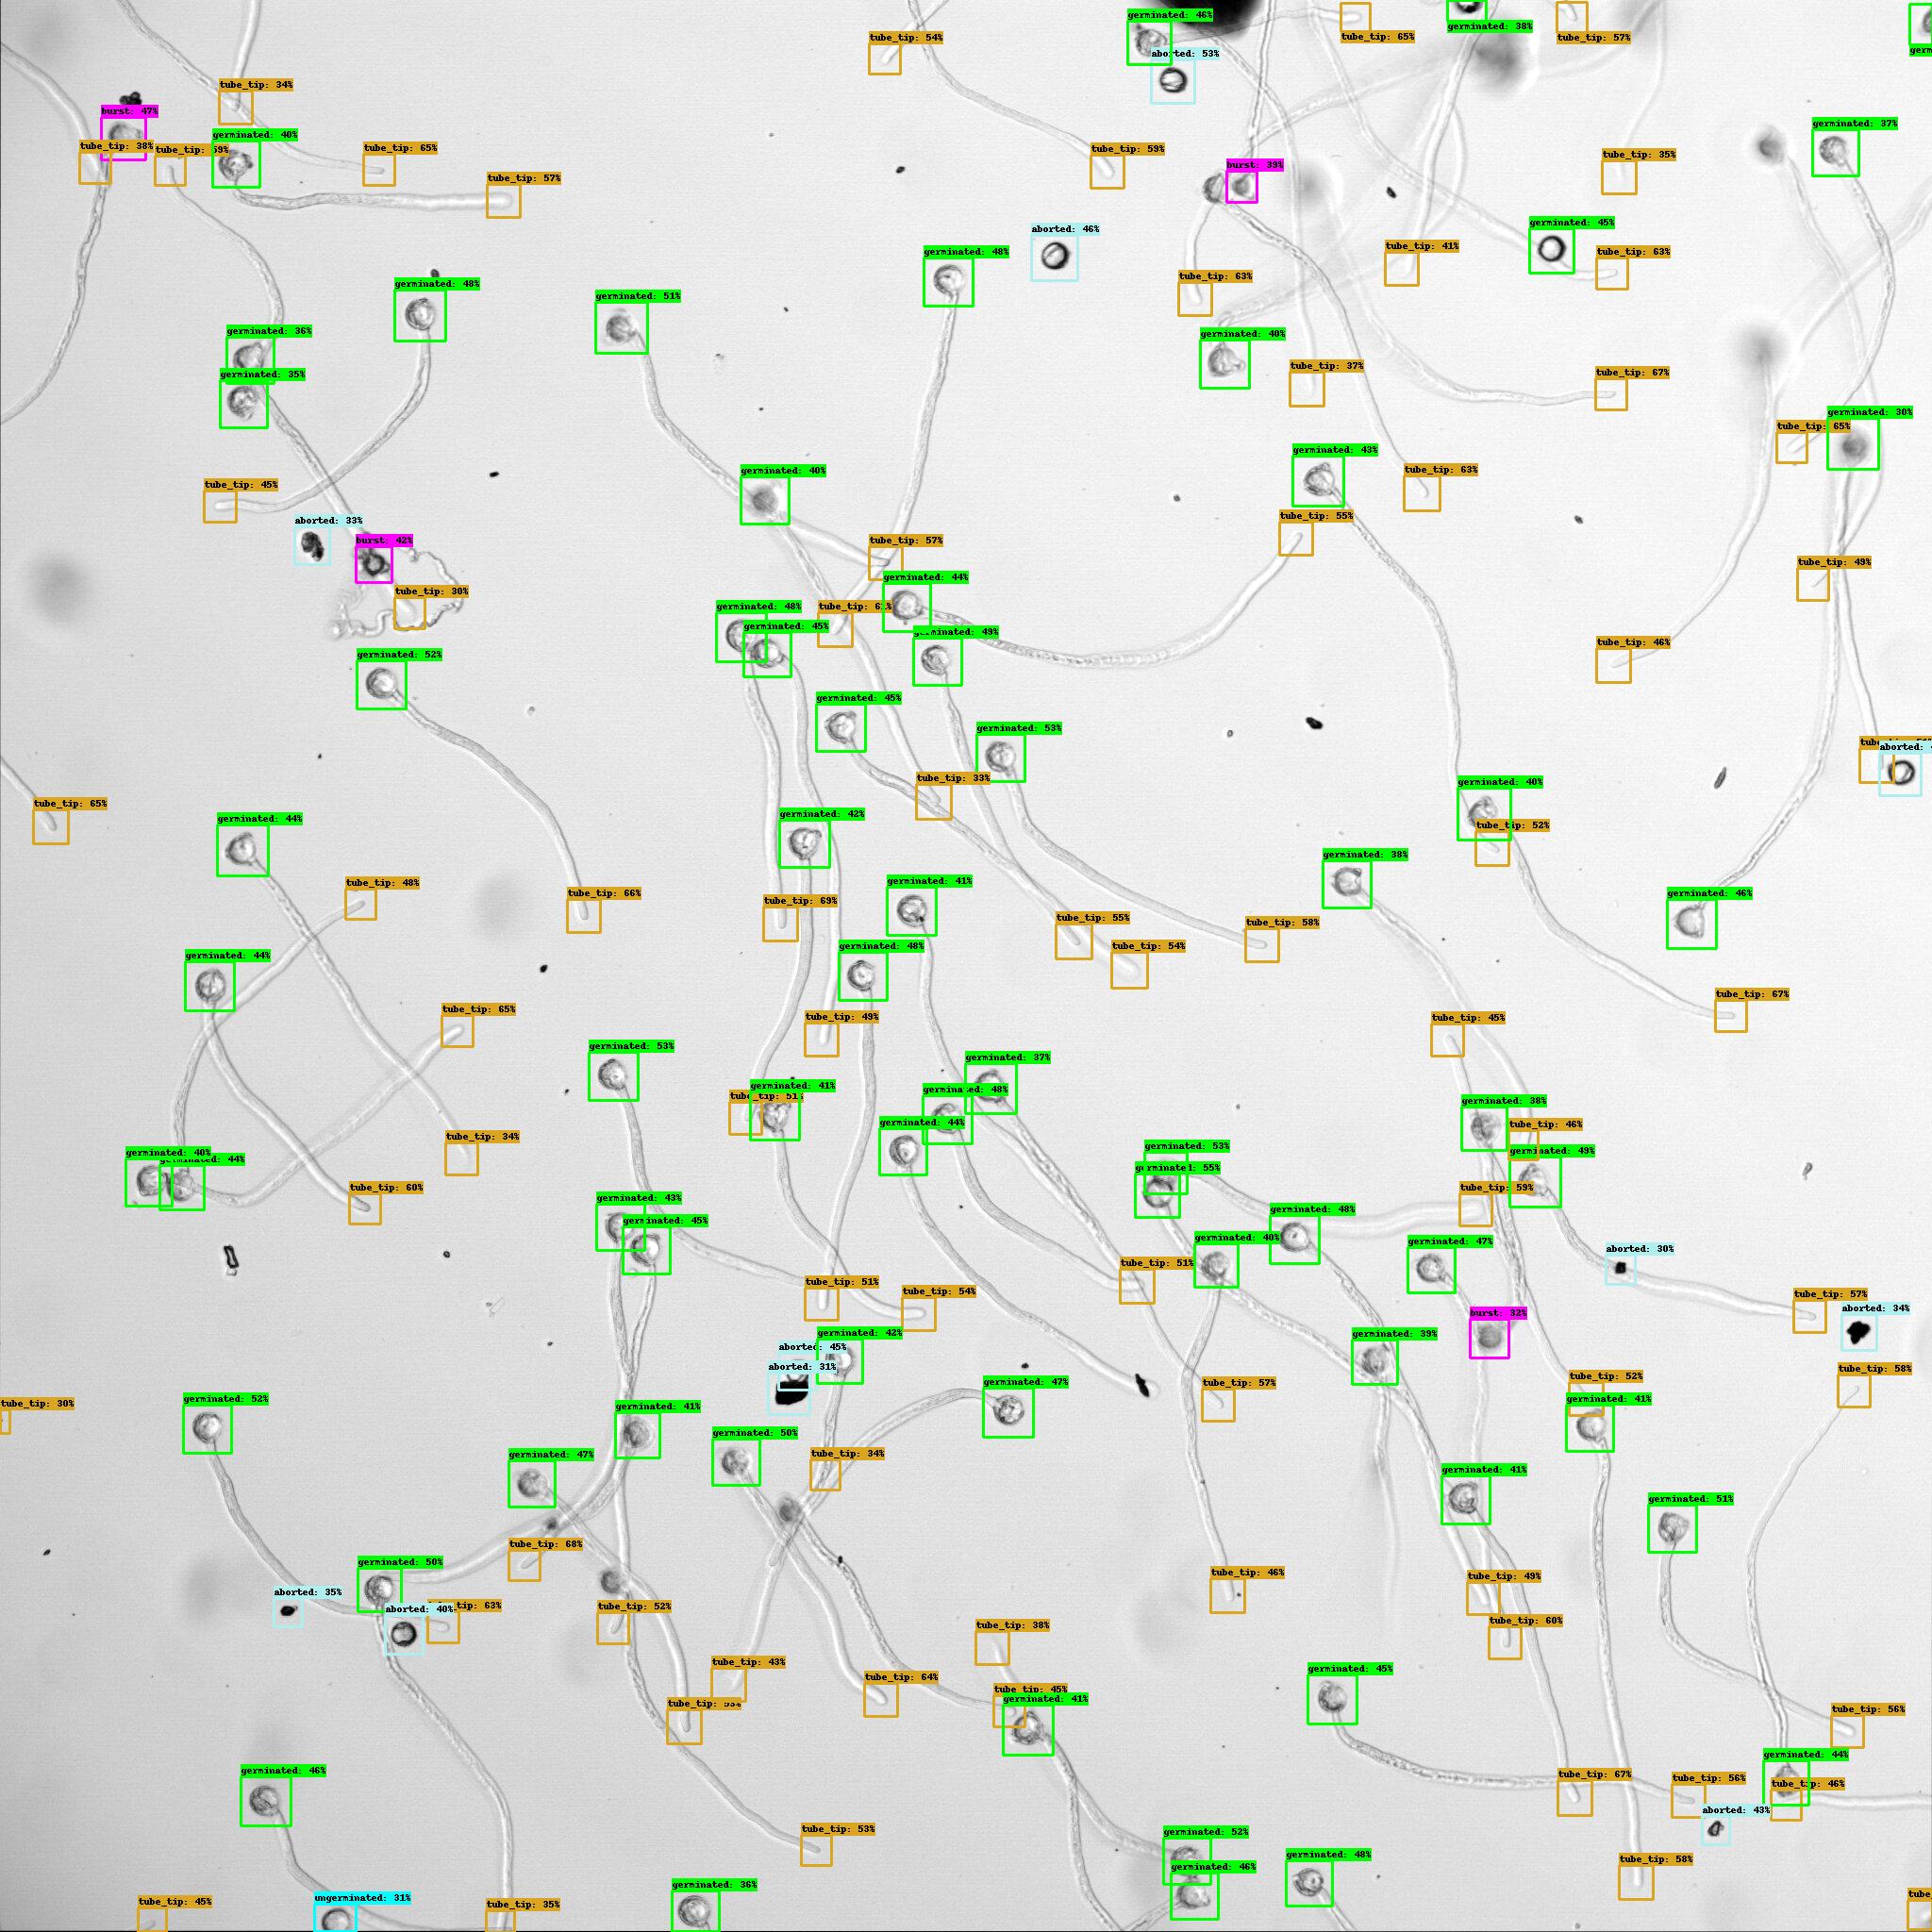 germinated: 46%
germinated: 38%
tube_tip: 65%
tube_tip: 57%
tube_tip: 54%
germ
aborted: 53%
tube_tip: 34%
burst: 47%
germinated: 37%
germinated: 40%
tube_tip: 38%
tube_tip: 59%
tube_tip: 65%
tube_tip: 59%
tube_tip: 35%
burst: 39%
tube_tip: 57%
germinated: 45%
aborted: 46%
germinated: 48%
tube_tip: 41%
tube_tip: 63%
tube_tip: 63%
germinated: 48%
germinated: 51%
germinated: 36%
germinated: 40%
germinated: 35%
tube_tip: 37%
tube_tip: 67%
germinated: 30%
tube_tip: 65%
germinated: 43%
germinated: 40%
tube_tip: 63%
tube_tip: 45%
tube_tip: 55%
aborted: 33%
burst: 42%
tube_tip: 57%
tube_tip: 49%
germinated: 44%
tube_tip: 30%
germinated: 48%
germinated: 45%
germinated: 49%
tube_tip: 46%
germinated: 52%
germinated: 45%
germinated: 53%
aborted:
tube_tip: 33%
germinated: 40%
tube_tip: 65%
germinated: 42%
germinated: 44%
tube_tip: 52%
germinated: 38%
tube_tip: 48%
germinated: 41%
tube_tip: 66%
germinated: 46%
tube_tip: 69%
tube_tip: 55%
tube_tip: 58%
germinated: 48%
tube_tip: 54%
germinated: 44%
tube_tip: 67%
tube_tip: 65%
tube_tip: 49%
tube_tip: 45%
germinated: 53%
germinated: 37%
germinated: 41%
germinated: 48%
tube_tip: 51%
germinated: 38%
germinated: 44%
tube_tip: 46%
tube_tip: 34%
germinated: 53%
germinated: 40%
germinated: 49%
germinated: 44%
germinated: 55%
tube_tip: 60%
tube_tip: 59%
germinated: 43%
germinated: 48%
germinated: 45%
germinated: 40%
germinated: 47%
aborted: 30%
tube_tip: 51%
tube_tip: 51%
tube_tip: 54%
tube_tip: 57%
aborted: 34%
burst: 32%
germinated: 42%
germinated: 39%
aborted: 45%
aborted: 31%
tube_tip: 58%
tube_tip: 52%
germinated: 47%
tube_tip: 57%
germinated: 52%
germinated: 41%
tube_tip: 30%
germinated: 41%
germinated: 50%
germinated: 47%
tube_tip: 34%
germinated: 41%
germinated: 51%
tube_tip: 68%
germinated: 50%
tube_tip: 46%
tube_tip: 49%
aborted: 35%
tube_tip: 63%
aborted: 40%
tube_tip: 52%
tube_tip: 60%
tube_tip: 38%
tube_tip: 43%
germinated: 45%
tube_tip: 64%
tube_tip: 45%
germinated: 41%
tube_tip:
tube_tip: 56%
germinated: 44%
germinated: 46%
tube_tip: 67%
tube_tip: 56%
tube_tip: 46%
aborted: 43%
tube_tip: 53%
germinated: 52%
germinated: 48%
tube_tip: 58%
germinated: 46%
germinated: 36%
ungerminated: 31%
tube_tip: 45%
tube_tip: 35%
tube